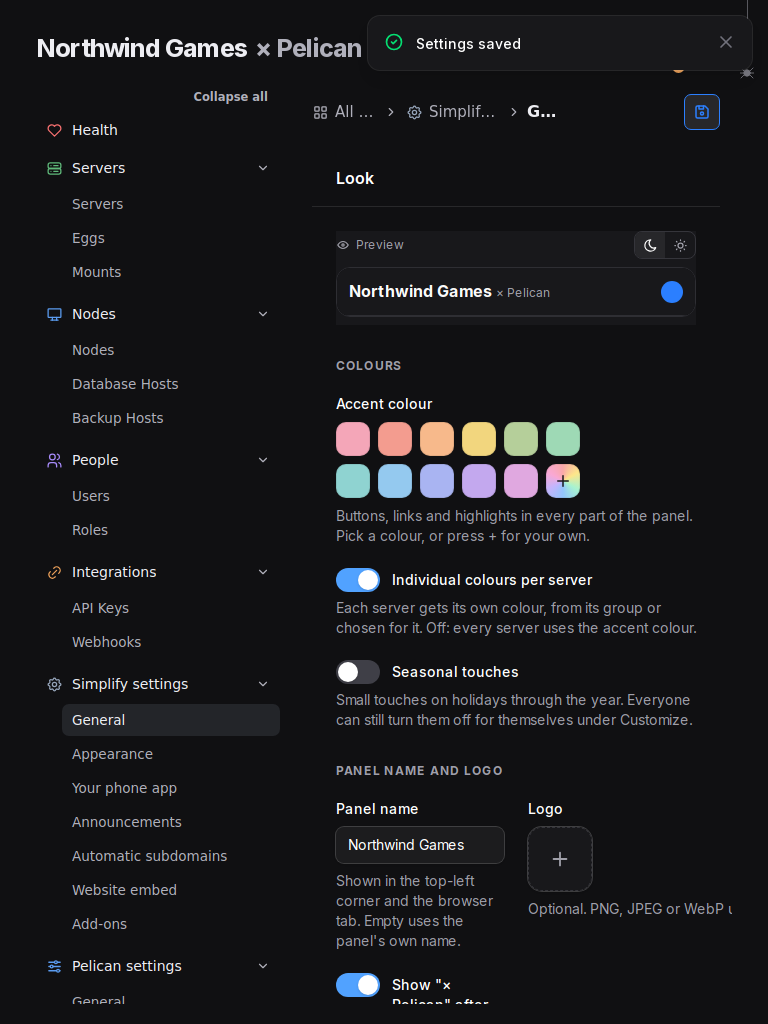 Northwind Games × Pelican
Settings saved
Collapse all
Health
Servers
Servers
Eggs
Mounts
Nodes
Nodes
Database Hosts
Backup Hosts
People
Users
Roles
Integrations
API Keys
Webhooks
Simplify settings
General
Appearance
Your phone app
Announcements
Automatic subdomains
Website embed
Add-ons
Pelican settings
General
All ... > Simplif... > G...
Look
Preview
Northwind Games × Pelican
COLOURS
Accent colour
Buttons, links and highlights in every part of the panel.
Pick a colour, or press + for your own.
Individual colours per server
Each server gets its own colour, from its group or
chosen for it. Off: every server uses the accent colour.
Seasonal touches
Small touches on holidays through the year. Everyone
can still turn them off for themselves under Customize.
PANEL NAME AND LOGO
Panel name
Northwind Games
Shown in the top-left
corner and the browser
tab. Empty uses the
panel's own name.
Logo
Optional. PNG, JPEG or WebP
Show "×
Pelican" after